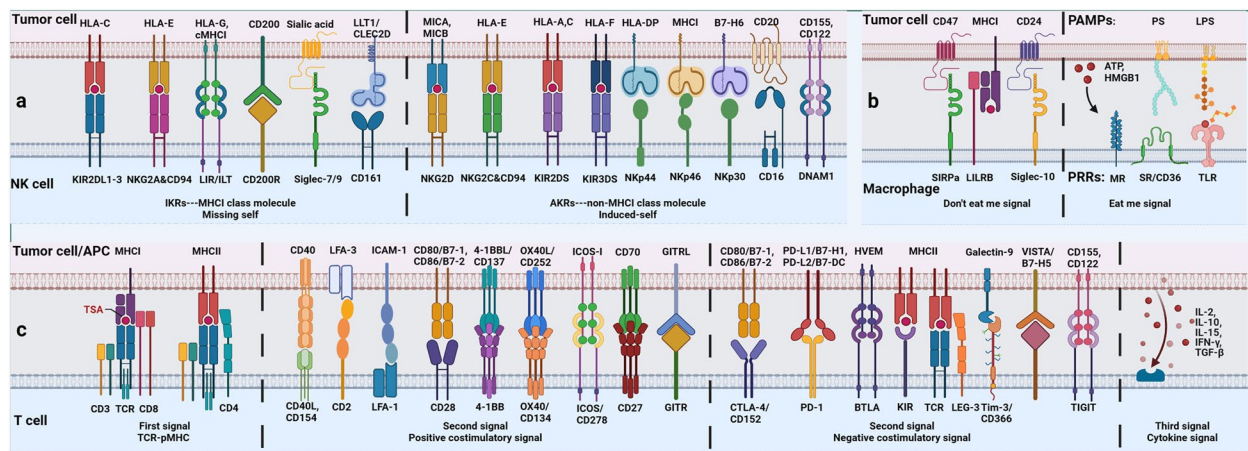 Tumor cell
HLA-C
HLA-E
HLA-G,
cMHCI
CD200
Sialic acid
LLT1/
CLEC2D
MICA,
MICB
HLA-E
HLA-A,C
HLA-F
HLA-DP
MHCI
B7-H6
CD20
CD155,
CD122
a
NK cell
KIR2DL1-3
NKG2A&CD94
LIR/ILT
CD200R
Siglec-7/9
CD161
NKG2D
NKG2C&CD94
KIR2DS
KIR3DS
NKp44
NKp46
NKp30
CD16
DNAM1
IKRs---MHCI class molecule
Missing self
AKRs---non-MHCI class molecule
Induced-self
Tumor cell
CD47
MHCI
CD24
PAMPs:
PS
LPS
ATP,
HMGB1
b
Macrophage
SIRPa
LILRB
Siglec-10
PRRs:
MR
SR/CD36
TLR
Don't eat me signal
Eat me signal
Tumor cell/APC
MHCI
MHCII
CD40
LFA-3
ICAM-1
CD80/B7-1,
CD86/B7-2
4-1BBL/
CD137
OX40L/
CD252
ICOS-I
CD70
GITRL
CD80/B7-1,
CD86/B7-2
PD-L1/B7-H1,
PD-L2/B7-DC
HVEM
MHCII
Galectin-9
VISTA/
B7-H5
CD155,
CD122
TSA
c
IL-2,
IL-10,
IL-15,
IFN-γ,
TGF-β
T cell
CD3
TCR
CD8
CD4
CD40L,
CD154
CD2
LFA-1
CD28
4-1BB
OX40/
CD134
ICOS/
CD278
CD27
GITR
CTLA-4/
CD152
PD-1
BTLA
KIR
TCR
LEG-3
Tim-3/
CD366
TIGIT
First signal
TCR-pMHC
Second signal
Positive costimulatory signal
Second signal
Negative costimulatory signal
Third signal
Cytokine signal